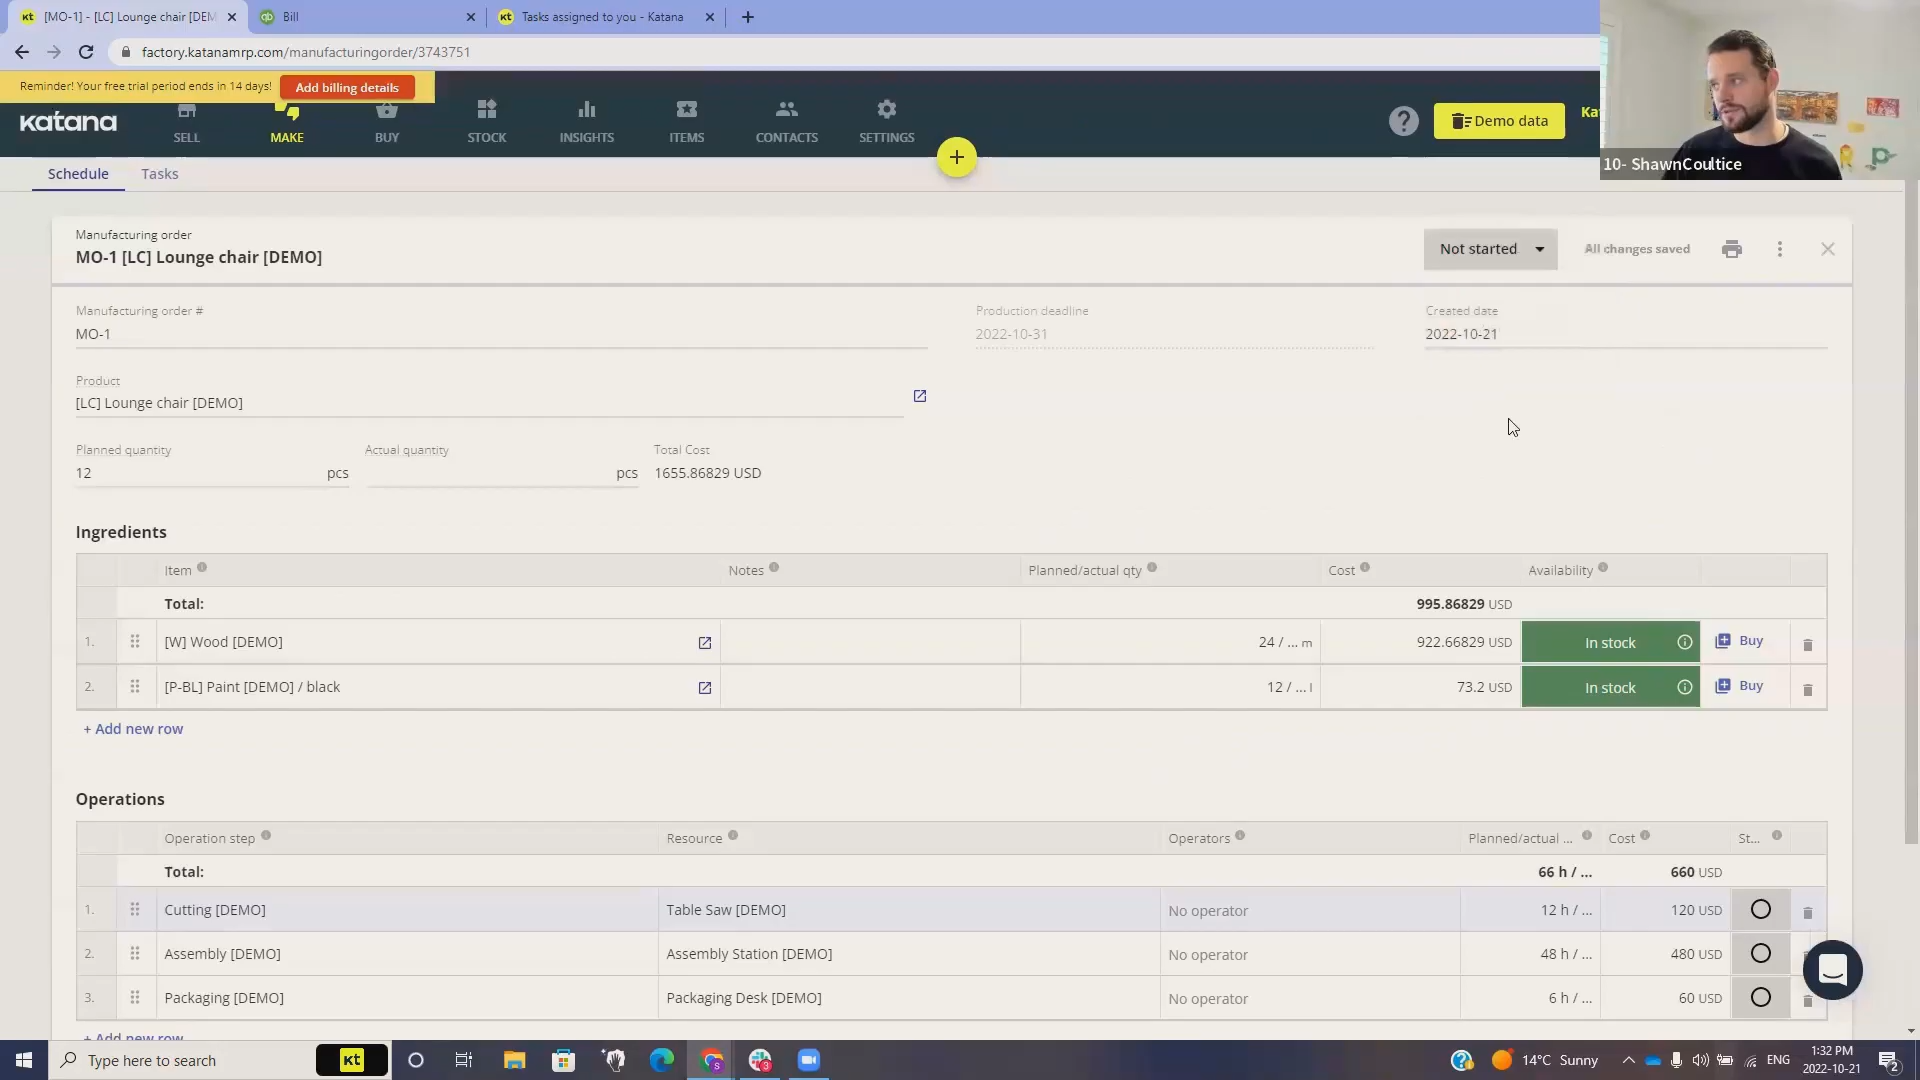 [MO-1] - [LC] Lounge chair [DEM
Bill
Tasks assigned to you - Katana
factory.katanamrp.com/manufacturingorder/3743751
Reminder! Your free trial period ends in 14 days!
Add billing details
katana
SELL
MAKE
BUY
STOCK
INSIGHTS
ITEMS
CONTACTS
SETTINGS
Demo data
10- ShawnCoultice
Schedule
Tasks
Manufacturing order
MO-1 [LC] Lounge chair [DEMO]
Not started
All changes saved
Manufacturing order #
MO-1
Production deadline
2022-10-31
Created date
2022-10-21
Product
[LC] Lounge chair [DEMO]
Planned quantity
12 pcs
Actual quantity
pcs
Total Cost
1655.86829 USD
Ingredients
Item Notes Planned/actual qty Cost Availability
Total: 995.86829 USD
1. [W] Wood [DEMO] 24 / ... m 922.66829 USD In stock Buy
2. [P-BL] Paint [DEMO] / black 12 / ... l 73.2 USD In stock Buy
+ Add new row
Operations
Operation step Resource Operators Planned/actual ... Cost St...
Total: 66 h / ... 660 USD
1. Cutting [DEMO] Table Saw [DEMO] No operator 12 h / ... 120 USD
2. Assembly [DEMO] Assembly Station [DEMO] No operator 48 h / ... 480 USD
3. Packaging [DEMO] Packaging Desk [DEMO] No operator 6 h / ... 60 USD
+ Add new row
Type here to search
kt
14°C Sunny
ENG
1:32 PM
2022-10-21
2